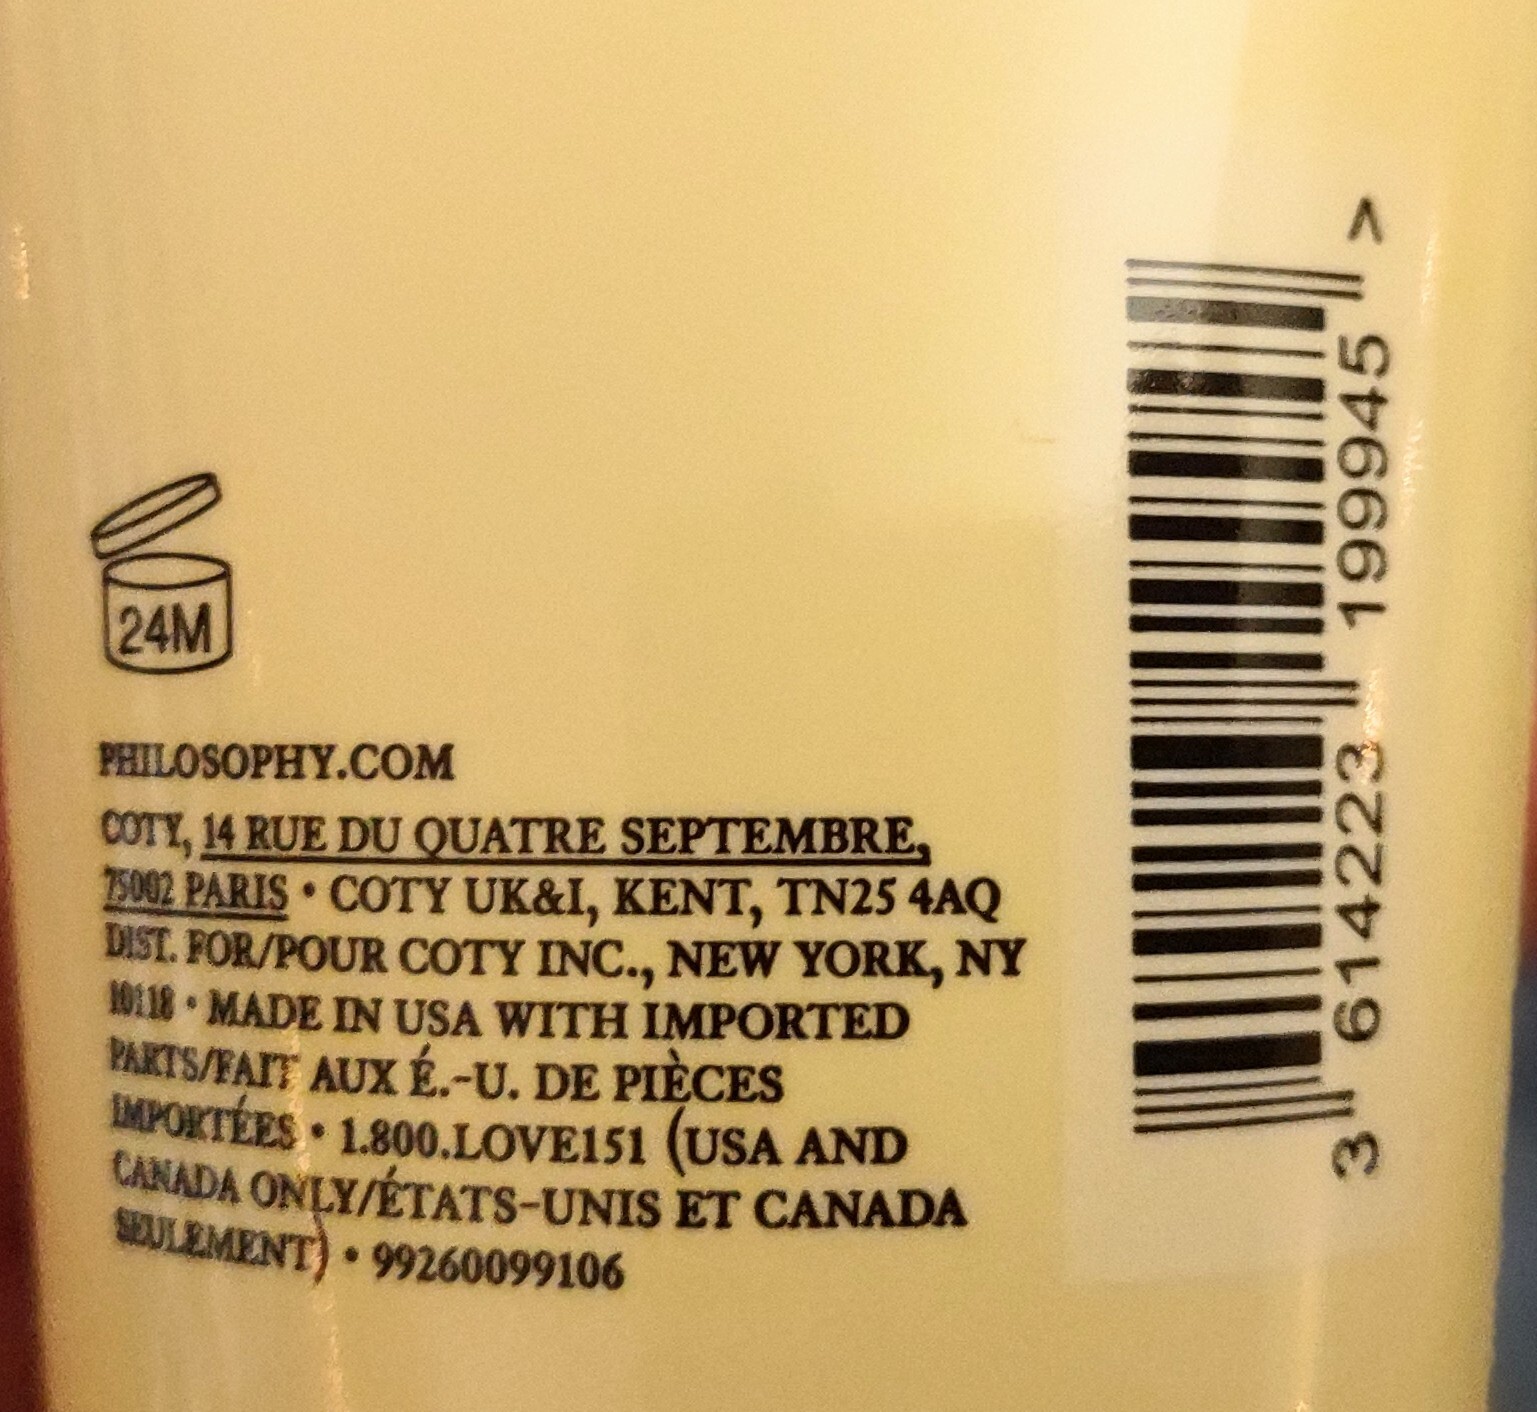 24M
PHILOSOPHY.COM
COTY, 14 RUE DU QUATRE SEPTEMBRE,
75002 PARIS • COTY UK&I, KENT, TN25 4AQ
DIST. FOR/POUR COTY INC., NEW YORK, NY
10118 • MADE IN USA WITH IMPORTED
PARTS/FAIT AUX É.-U. DE PIÈCES
IMPORTÉES • 1.800.LOVE151 (USA AND
CANADA ONLY/ÉTATS-UNIS ET CANADA
SEULEMENT) • 99260099106
3 614223 199945 >